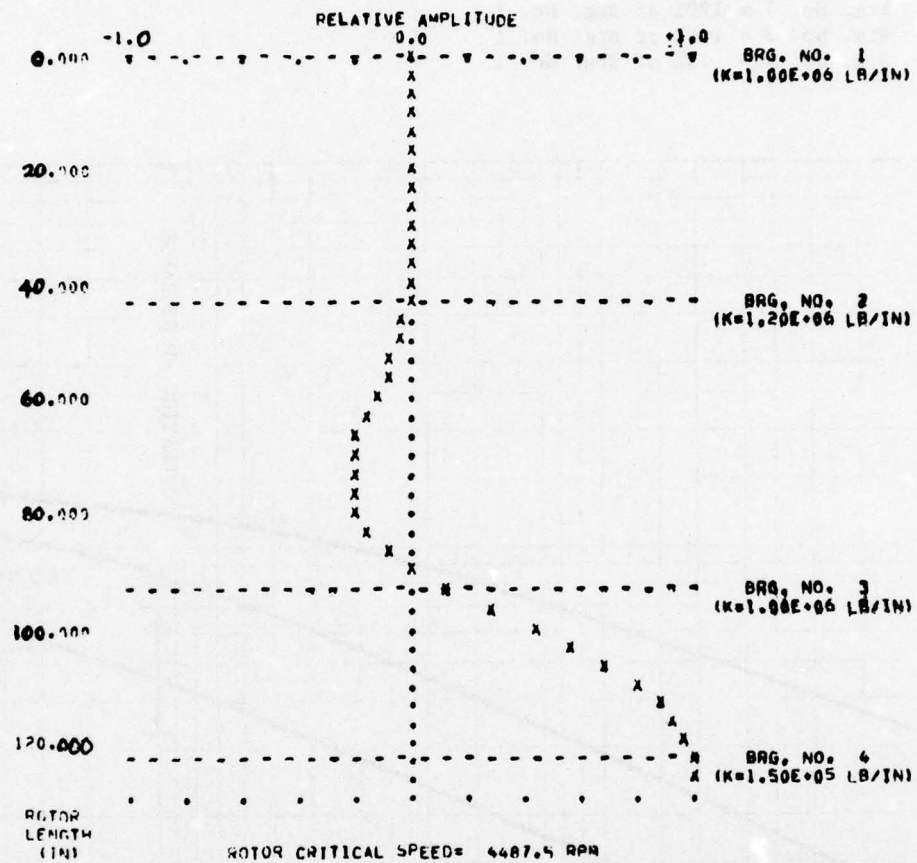 RELATIVE AMPLITUDE
-1.0 0.0 +1.0
0.000 BRG. NO. 1
(K=1.00E+06 LB/IN)
20.000
40.000 BRG. NO. 2
(K=1.20E+06 LB/IN)
60.000
80.000
BRG. NO. 3
(K=1.00E+06 LB/IN)
100.000
120.000 BRG. NO. 4
(K=1.50E+05 LB/IN)
ROTOR
LENGTH
(IN) ROTOR CRITICAL SPEED= 4487.5 RPM